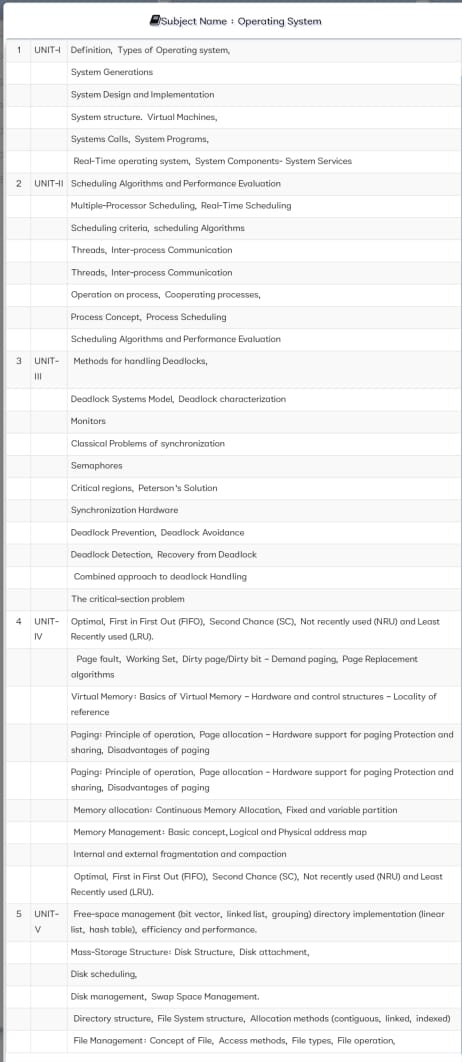 Subject Name : Operating System
1 UNIT-I Definition, Types of Operating system,
System Generations
System Design and Implementation
System structure. Virtual Machines,
Systems Calls, System Programs,
Real-Time operating system, System Components- System Services
2 UNIT-II Scheduling Algorithms and Performance Evaluation
Multiple-Processor Scheduling, Real-Time Scheduling
Scheduling criteria, scheduling Algorithms
Threads, Inter-process Communication
Threads, Inter-process Communication
Operation on process, Cooperating processes,
Process Concept, Process Scheduling
Scheduling Algorithms and Performance Evaluation
3 UNIT- Methods for handling Deadlocks,
III
Deadlock Systems Model, Deadlock characterization
Monitors
Classical Problems of synchronization
Semaphores
Critical regions, Peterson's Solution
Synchronization Hardware
Deadlock Prevention, Deadlock Avoidance
Deadlock Detection, Recovery from Deadlock
Combined approach to deadlock Handling
The critical-section problem
4 UNIT- Optimal, First in First Out (FIFO), Second Chance (SC), Not recently used (NRU) and Least
IV Recently used (LRU).
Page fault, Working Set, Dirty page/Dirty bit – Demand paging, Page Replacement
algorithms
Virtual Memory: Basics of Virtual Memory – Hardware and control structures – Locality of
reference
Paging: Principle of operation, Page allocation – Hardware support for paging Protection and
sharing, Disadvantages of paging
Paging: Principle of operation, Page allocation – Hardware support for paging Protection and
sharing, Disadvantages of paging
Memory allocation: Continuous Memory Allocation, Fixed and variable partition
Memory Management: Basic concept, Logical and Physical address map
Internal and external fragmentation and compaction
Optimal, First in First Out (FIFO), Second Chance (SC), Not recently used (NRU) and Least
Recently used (LRU).
5 UNIT- Free-space management (bit vector, linked list, grouping) directory implementation (linear
V list, hash table), efficiency and performance.
Mass-Storage Structure: Disk Structure, Disk attachment,
Disk scheduling,
Disk management, Swap Space Management.
Directory structure, File System structure, Allocation methods (contiguous, linked, indexed)
File Management: Concept of File, Access methods, File types, File operation,